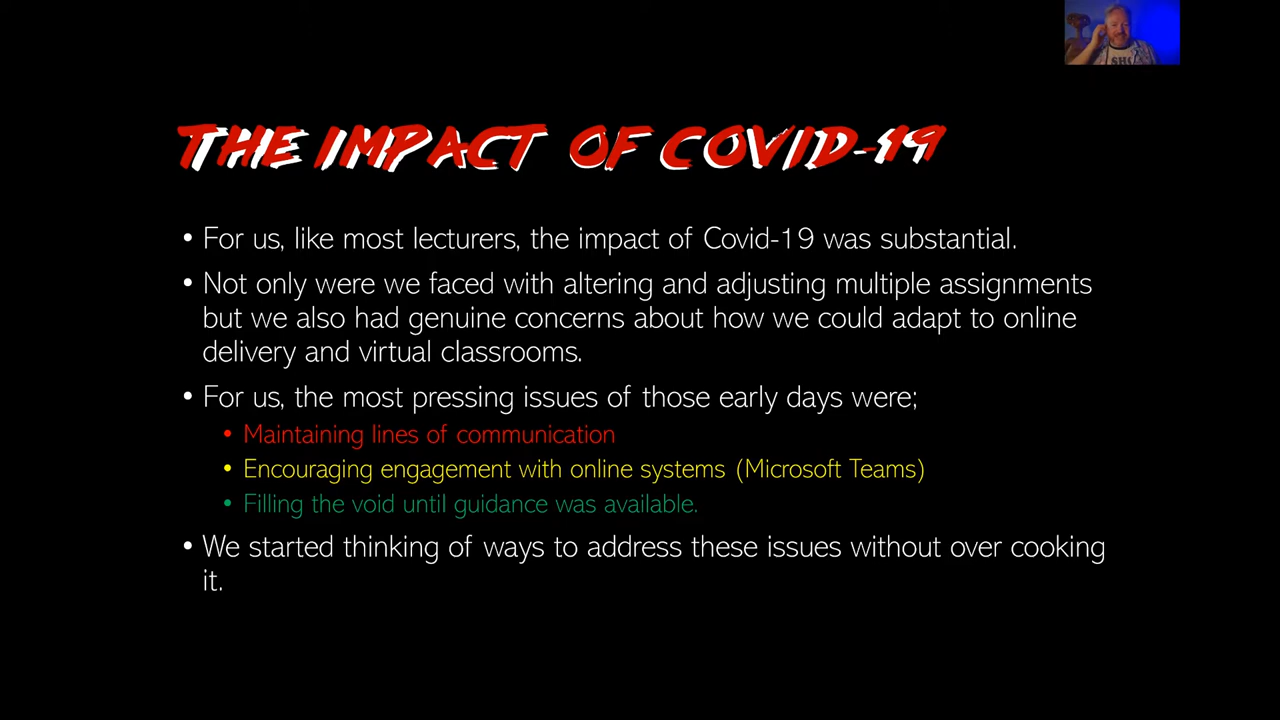 THE IMPACT OF COVID-19
• For us, like most lecturers, the impact of Covid-19 was substantial.
• Not only were we faced with altering and adjusting multiple assignments
but we also had genuine concerns about how we could adapt to online
delivery and virtual classrooms.
• For us, the most pressing issues of those early days were;
• Maintaining lines of communication
• Encouraging engagement with online systems (Microsoft Teams)
• Filling the void until guidance was available.
• We started thinking of ways to address these issues without over cooking
it.